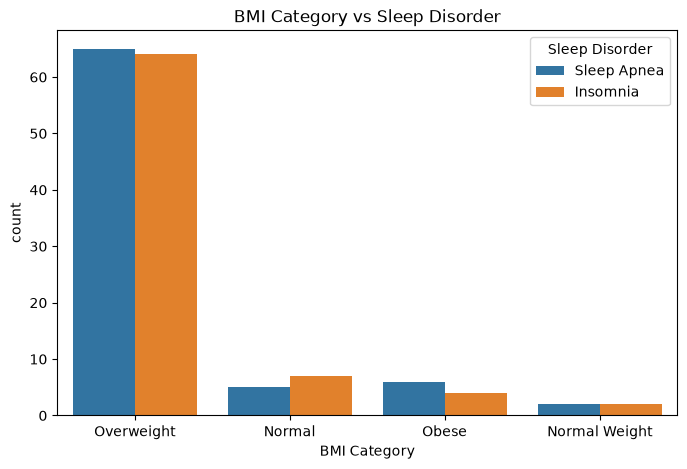 BMI Category vs Sleep Disorder
Sleep Disorder
Sleep Apnea
Insomnia
count
60
50
40
30
20
10
0
Overweight
Normal
Obese
Normal Weight
BMI Category